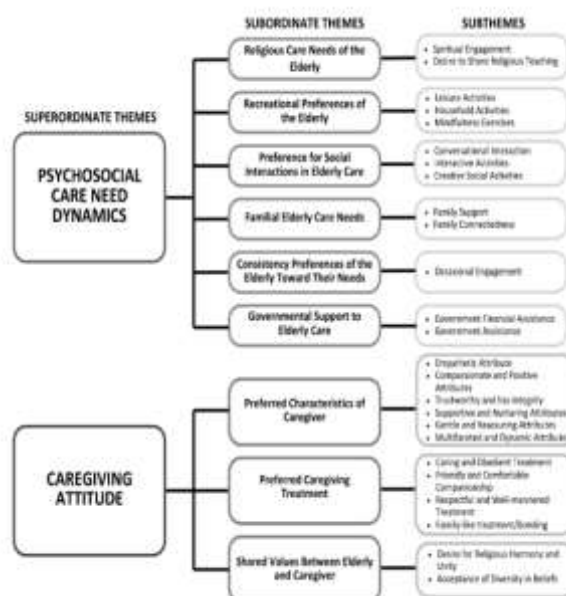 SUBORDINATE THEMES
SUBTHEMES
SUPERORDINATE THEMES
PSYCHOSOCIAL
CARE NEED
DYNAMICS
Religious Care Needs of the
Elderly
• Spiritual Engagement
• Desire to Share Religious Teaching
Recreational Preferences of
the Elderly
• Leisure Activities
• Household Activities
• Mindfulness Exercises
Preference for Social
Interactions in Elderly Care
• Conversational Interaction
• Interactive Activities
• Creative Social Activities
Familial Elderly Care Needs
• Family Support
• Family Connectedness
Consistency Preferences of the
Elderly Toward Their Needs
• Occasional Engagement
Governmental Support to
Elderly Care
• Government Financial Assistance
• Government Assistance
CAREGIVING
ATTITUDE
Preferred Characteristics of
Caregiver
• Empathetic Attribute
• Compassionate and Positive
Attributes
• Trustworthy and has Integrity
• Supportive and Nurturing Attributes
• Gentle and Reassuring Attributes
• Multifaceted and Dynamic Attributes
Preferred Caregiving
Treatment
• Caring and Obedient Treatment
• Friendly and Comfortable
Companionship
• Respectful and Well-mannered
Treatment
• Family-like treatment/bonding
Shared Values Between Elderly
and Caregiver
• Desire for Religious Harmony and
Unity
• Acceptance of Diversity in Beliefs